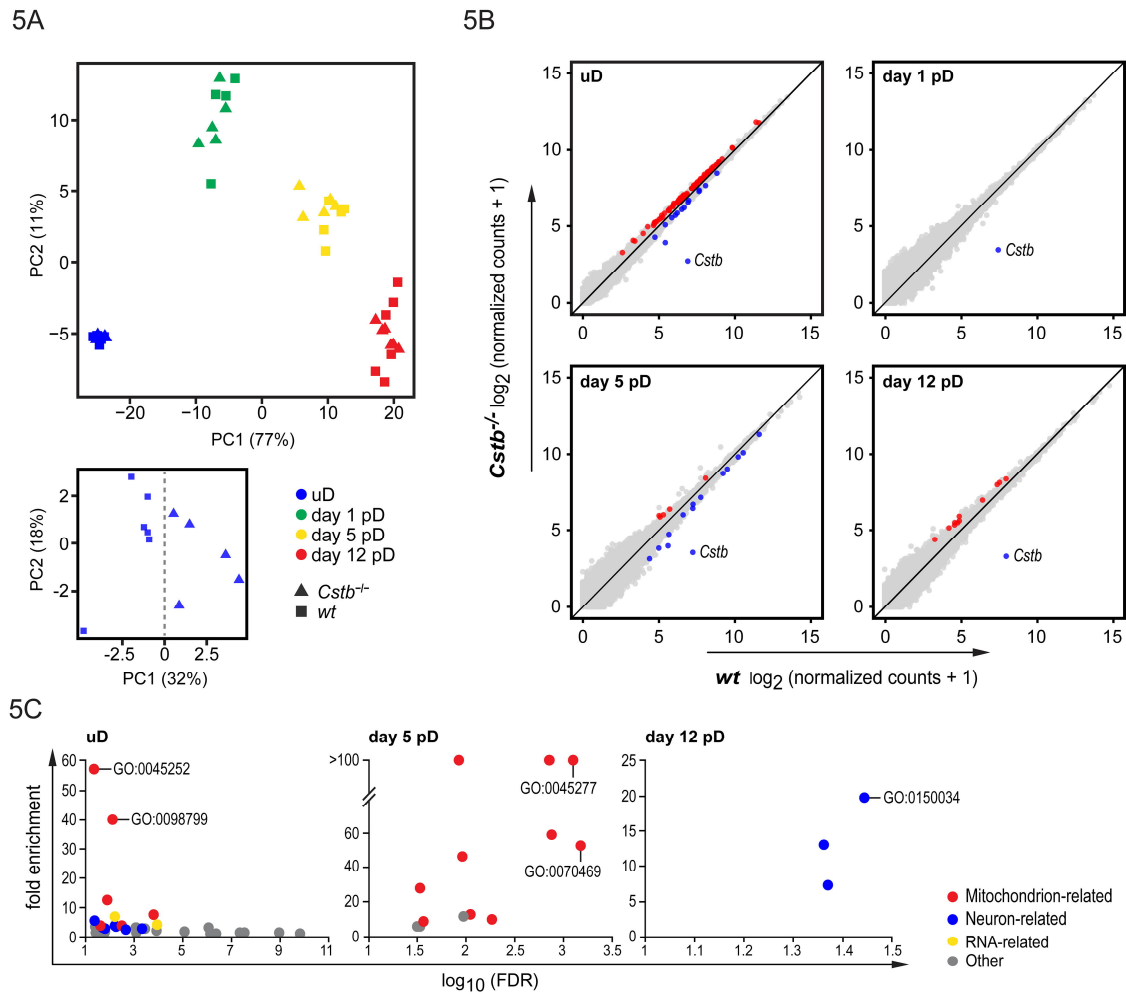 5A
10
5
0
−5
PC2 (11%)
−20
−10
0
10
20
PC1 (77%)
2
0
-2
PC2 (18%)
-2.5
0
2.5
PC1 (32%)
uD
day 1 pD
day 5 pD
day 12 pD
Cstb⁻/⁻
wt
5B
uD
15
10
5
0
Cstb
0
5
10
15
day 1 pD
15
10
5
0
Cstb
0
5
10
15
day 5 pD
15
10
5
0
Cstb
0
5
10
15
day 12 pD
15
10
5
0
Cstb
0
5
10
15
Cstb-/- log2 (normalized counts + 1)
wt log2 (normalized counts + 1)
5C
uD
60
50
40
30
20
10
0
GO:0045252
GO:0098799
1
3
5
7
9
11
fold enrichment
day 5 pD
>100
60
40
20
0
GO:0045277
GO:0070469
1
1.5
2
2.5
3
3.5
day 12 pD
25
20
15
10
5
0
GO:0150034
1
1.1
1.2
1.3
1.4
1.5
log10 (FDR)
Mitochondrion-related
Neuron-related
RNA-related
Other